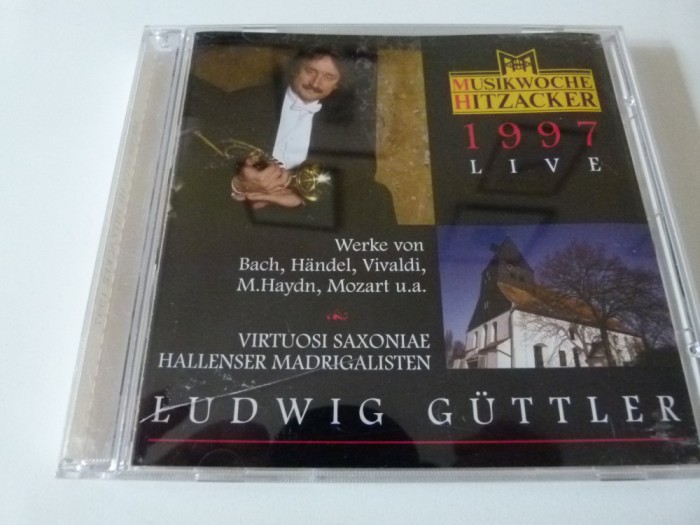 MUSIKWOCHE
HITZACKER
1997
LIVE
Werke von
Bach, Händel, Vivaldi,
M.Haydn, Mozart u.a.
VIRTUOSI SAXONIAE
HALLENSER MADRIGALISTEN
LUDWIG GÜTTLER